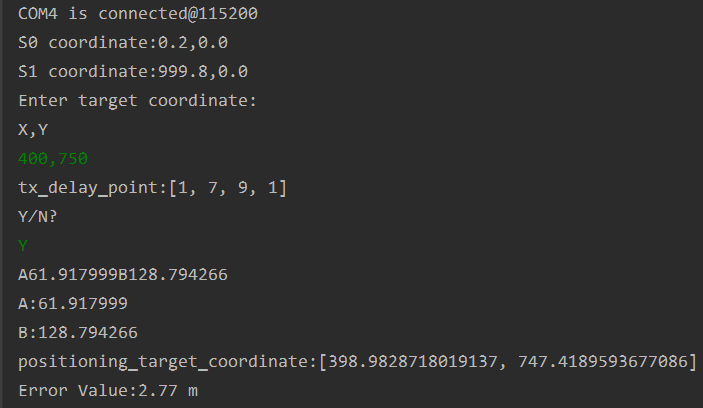 COM4 is connected@115200
S0 coordinate:0.2,0.0
S1 coordinate:999.8,0.0
Enter target coordinate:
X,Y
400,750
tx_delay_point:[1, 7, 9, 1]
Y/N?
Y
A61.917999B128.794266
A:61.917999
B:128.794266
positioning_target_coordinate:[398.9828718019137, 747.4189593677086]
Error Value:2.77 m